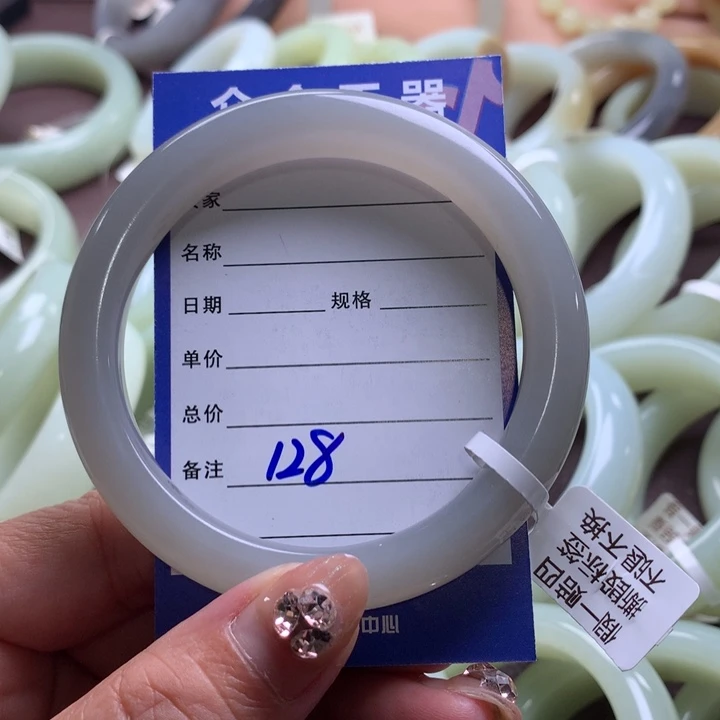 家
名称
日期 规格
单价
总价
备注 128
中心
假一赔四
撕毁标签
不退不换